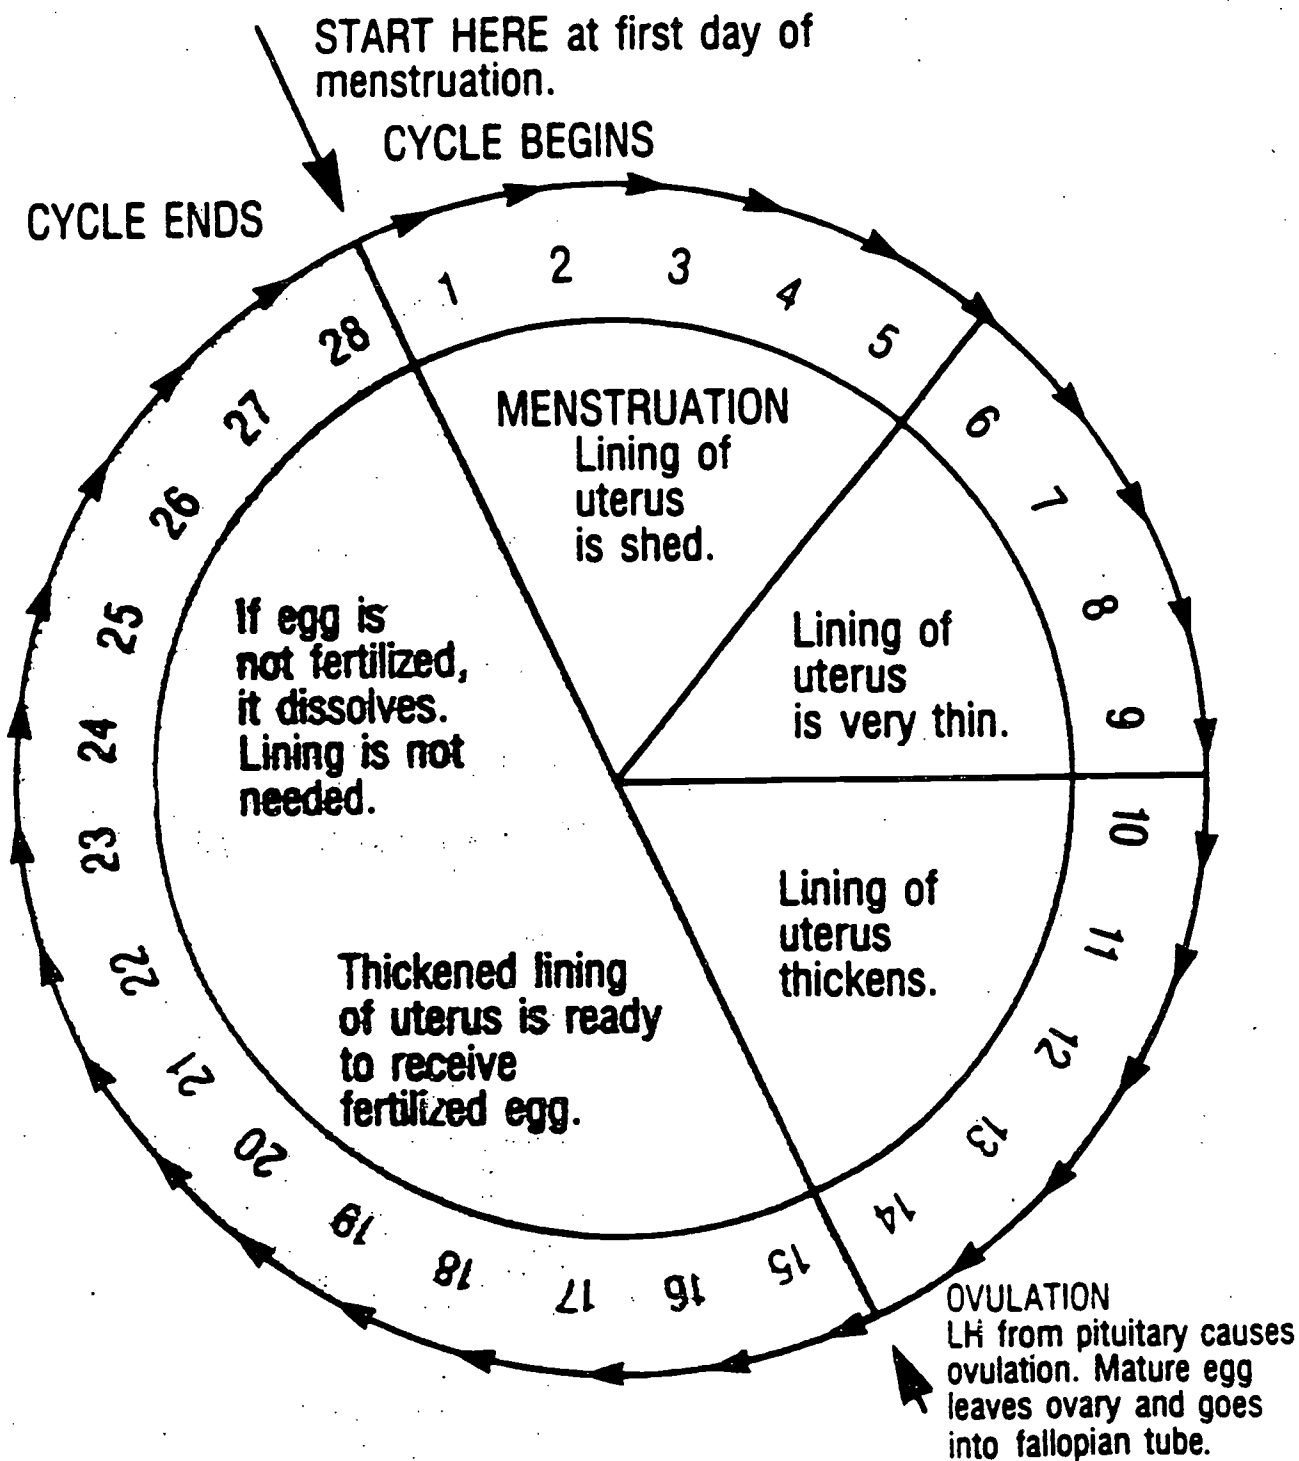 START HERE at first day of
menstruation.
CYCLE BEGINS
CYCLE ENDS
1
2
3
4
5
6
7
8
9
10
11
12
13
14
15
16
17
18
19
20
21
22
23
24
25
26
27
28
MENSTRUATION
Lining of
uterus
is shed.
Lining of
uterus
is very thin.
Lining of
uterus
thickens.
If egg is
not fertilized,
it dissolves.
Lining is not
needed.
Thickened lining
of uterus is ready
to receive
fertilized egg.
OVULATION
LH from pituitary causes
ovulation. Mature egg
leaves ovary and goes
into fallopian tube.